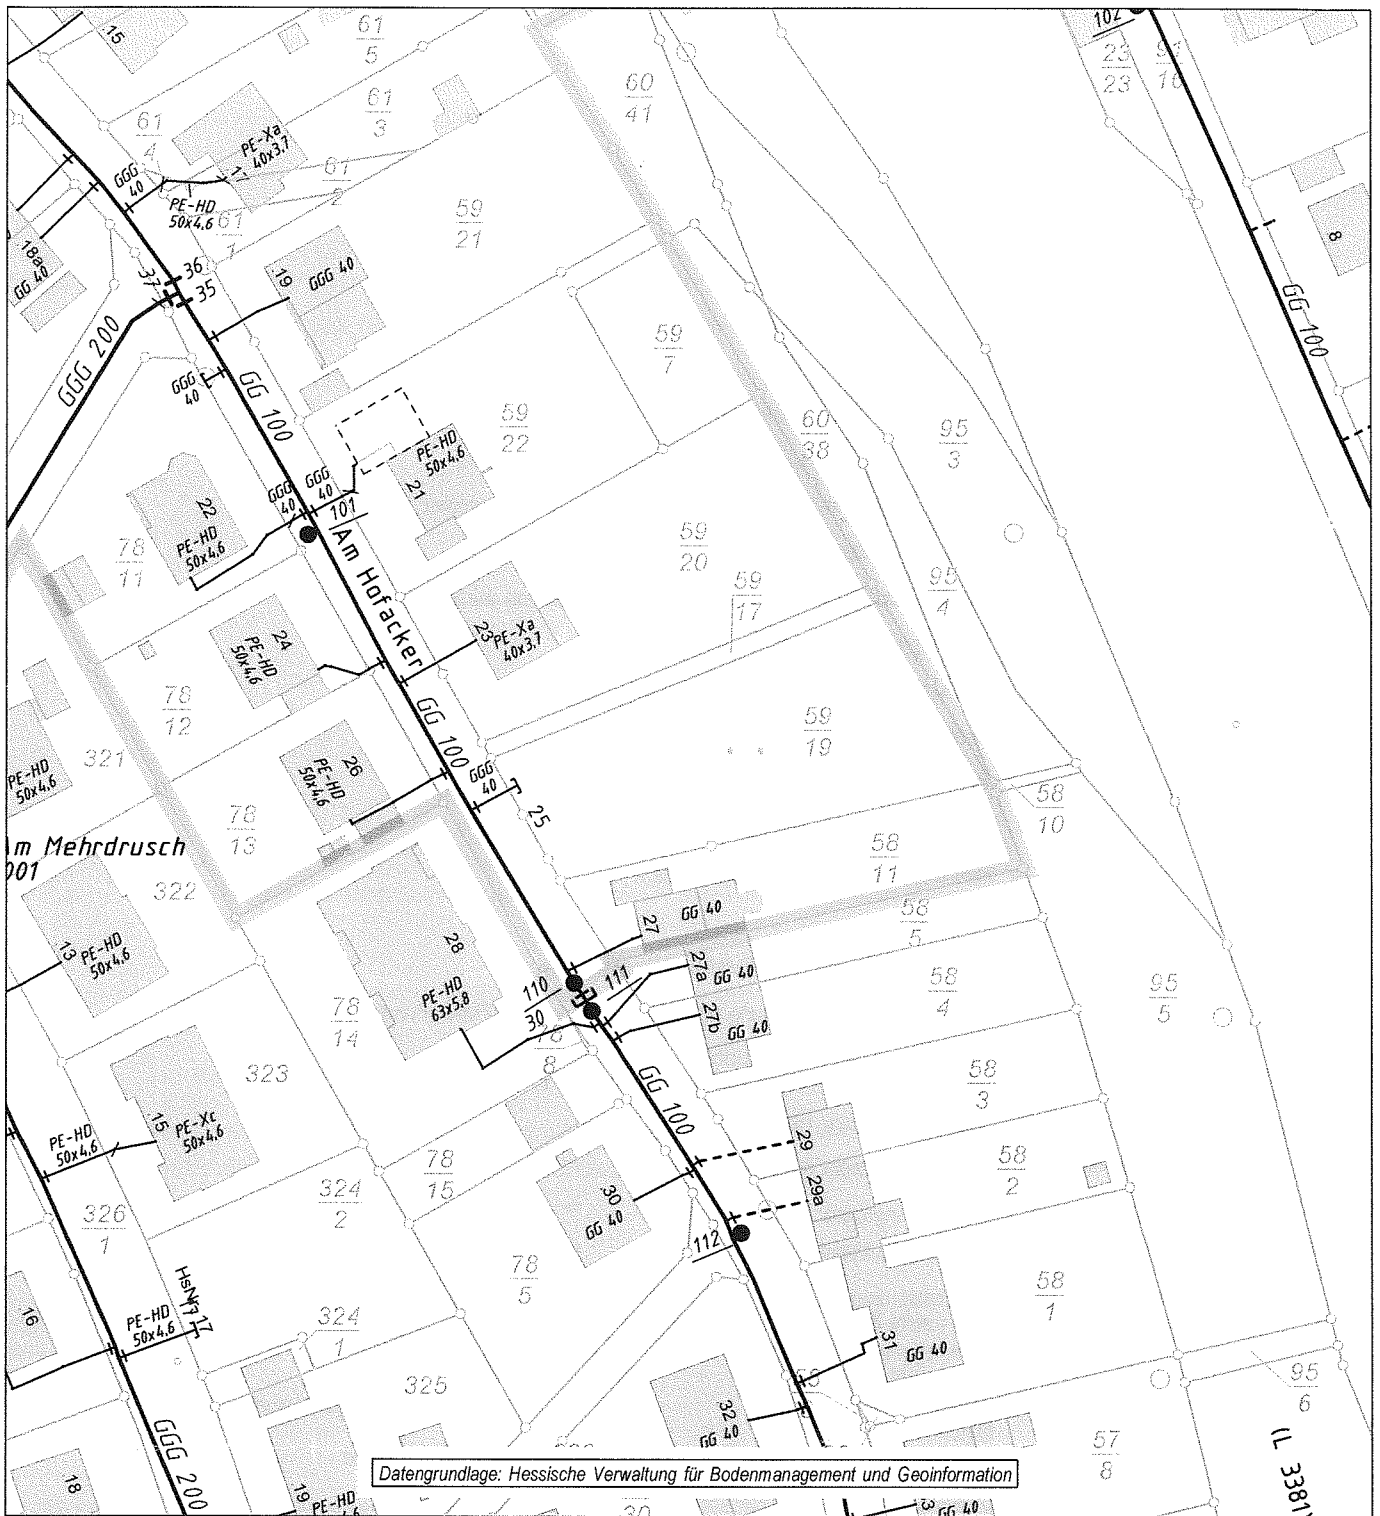 15
61
5
102
23
23
91
16
60
41
61
3
61
4
PE-Xa
40x3,7
17
61
2
GGG
40
PE-HD
50x4,6
61
1
59
21
8
18a
GG 40
37
36
35
19
GGG 40
GG 100
GGG 200
59
7
GGG
40
GG 100
59
22
60
38
95
3
PE-HD
50x4,6
21
GGG
40
GGG
40
101
22
PE-HD
50x4,6
78
11
Am Hofacker
59
20
59
17
95
4
24
PE-HD
50x4,6
23
PE-Xa
40x3,7
78
12
GG 100
59
19
321
PE-HD
50x4,6
26
PE-HD
50x4,6
GGG
40
25
58
10
78
13
m Mehrdrusch
001
322
58
11
27
GG 40
58
5
13
PE-HD
50x4,6
28
PE-HD
63x5,8
110
30
111
27a
GG 40
27b
GG 40
58
4
95
5
78
14
8
323
GG 100
58
3
15
PE-Xc
50x4,6
PE-HD
50x4,6
78
15
29
29a
58
2
324
2
326
1
30
GG 40
112
78
5
58
1
16
HsNr 17
17
PE-HD
50x4,6
324
1
31
GG 40
325
95
6
32
GG 40
GGG 200
57
8
(L 3381)
18
19
PE-HD
Datengrundlage: Hessische Verwaltung für Bodenmanagement und Geoinformation
30
GG 40